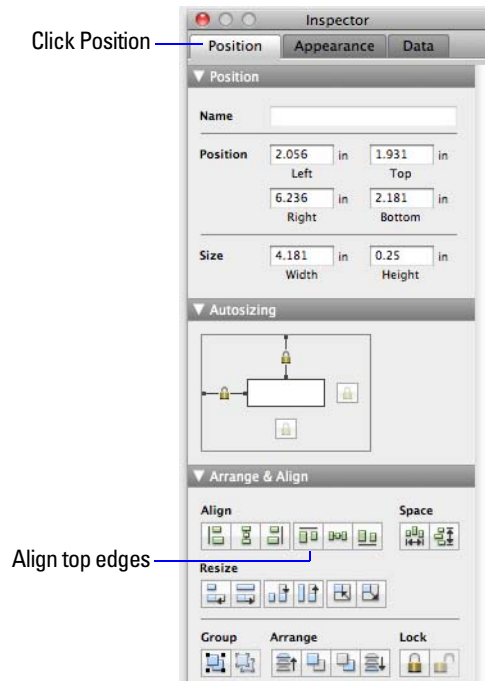 Inspector
Click Position
Position Appearance Data
Position
Name
Position 2.056 in 1.931 in
Left Top
6.236 in 2.181 in
Right Bottom
Size 4.181 in 0.25 in
Width Height
Autosizing
Arrange & Align
Align Space
Align top edges
Resize
Group Arrange Lock